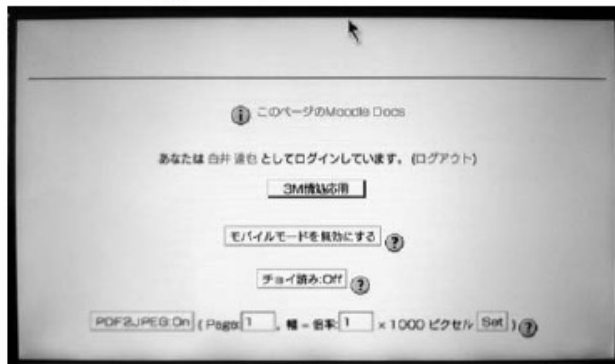 このページのMoodle Docs
あなたは 白井 達也 としてログインしています。 (ログアウト)
3M情処応用
モバイルモードを無効にする
チョイ読み:Off
PDF2JPEG:On ( Page: 1 。 幅 = 倍率: 1 × 1000 ピクセル Set )